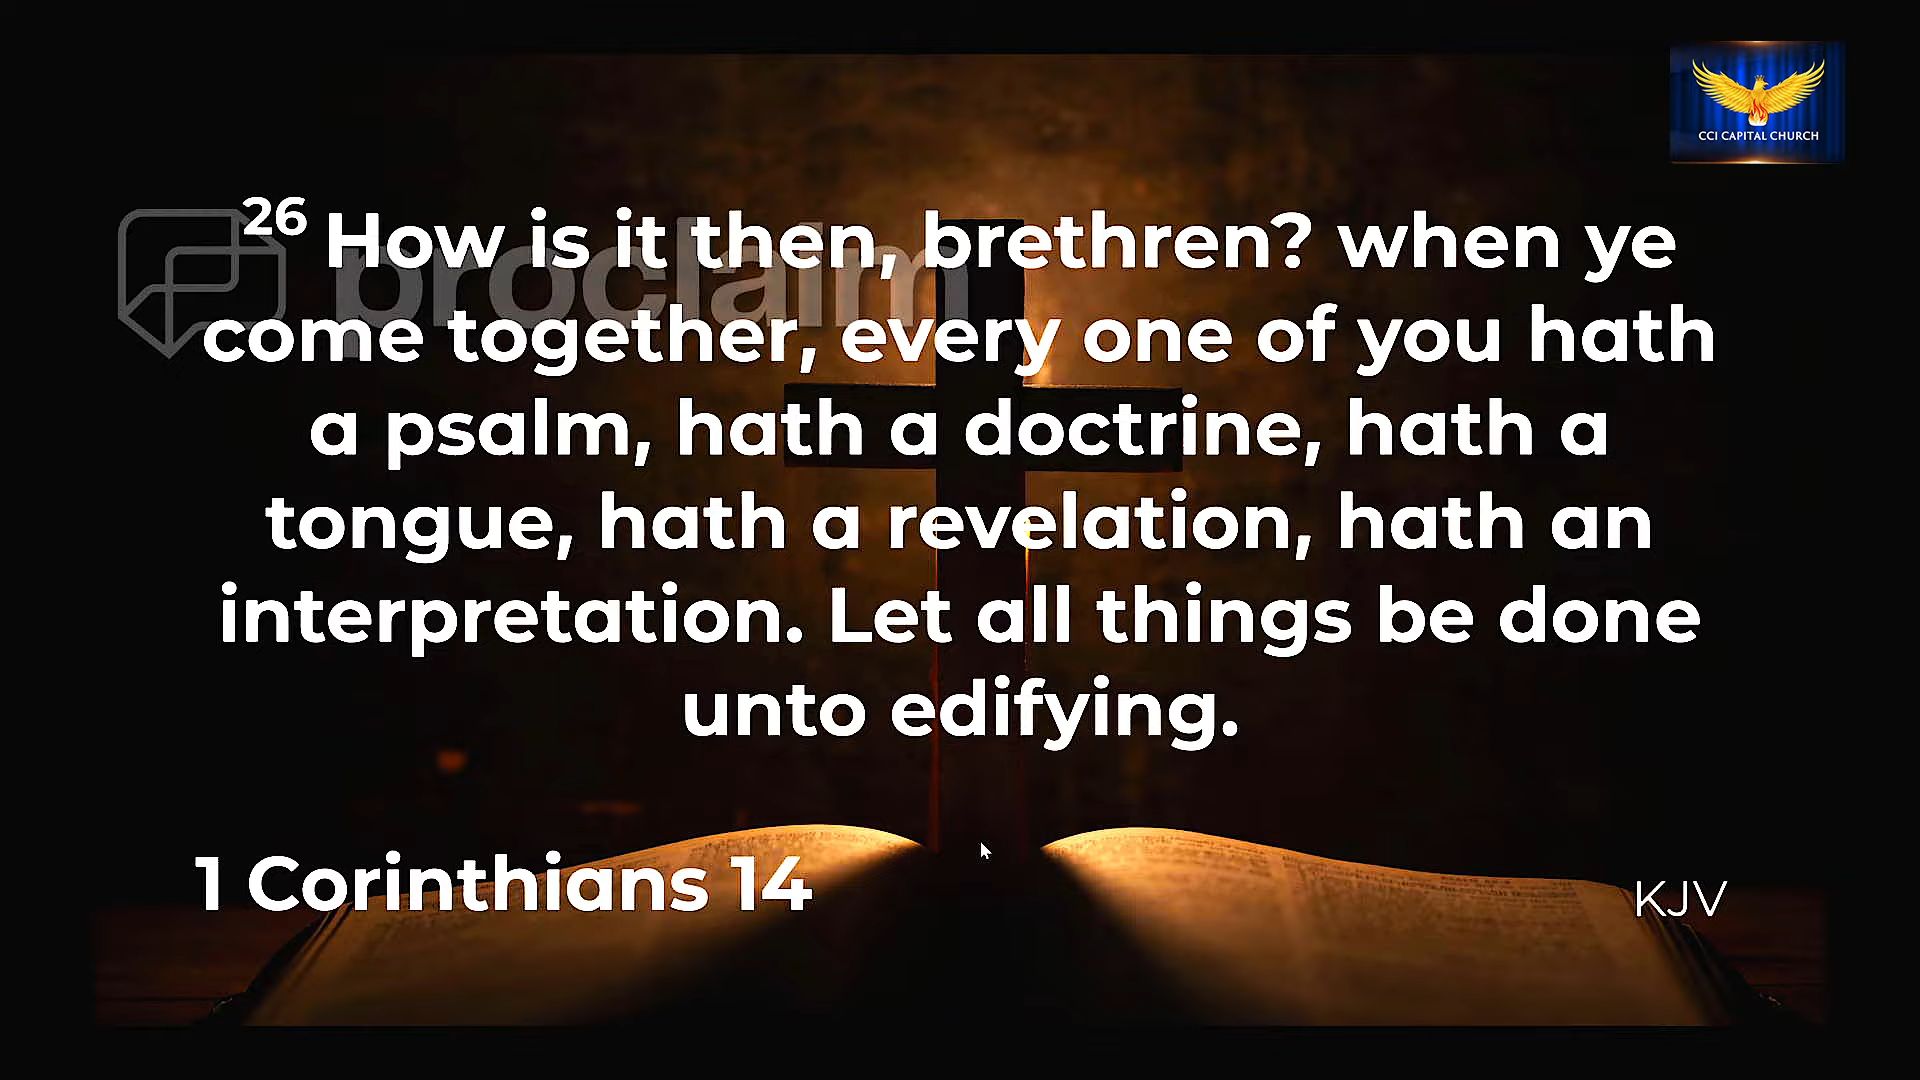 CCI CAPITAL CHURCH
proclaim
26 How is it then, brethren? when ye
come together, every one of you hath
a psalm, hath a doctrine, hath a
tongue, hath a revelation, hath an
interpretation. Let all things be done
unto edifying.
1 Corinthians 14
KJV